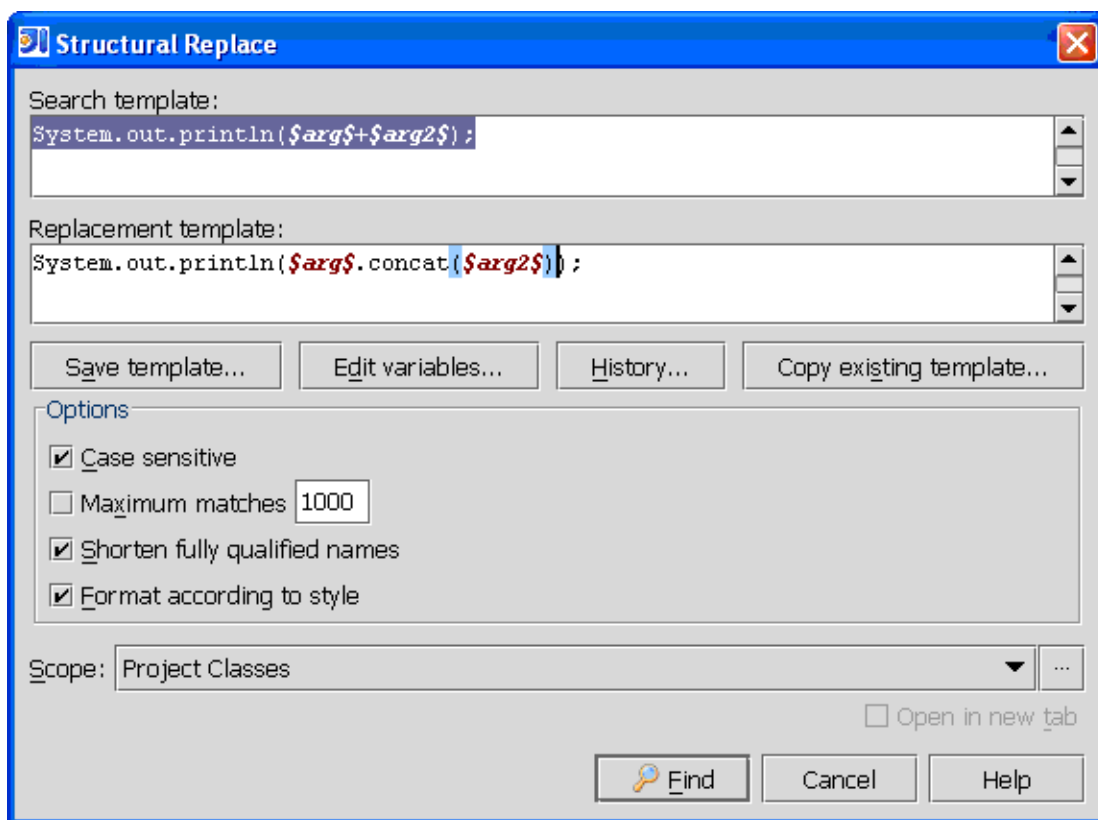 Structural Replace
Search template:
System.out.println($arg$+$arg2$);
Replacement template:
System.out.println($arg$.concat($arg2$));
Save template... Edit variables... History... Copy existing template...
Options
Case sensitive
Maximum matches 1000
Shorten fully qualified names
Format according to style
Scope: Project Classes ...
Open in new tab
Find Cancel Help